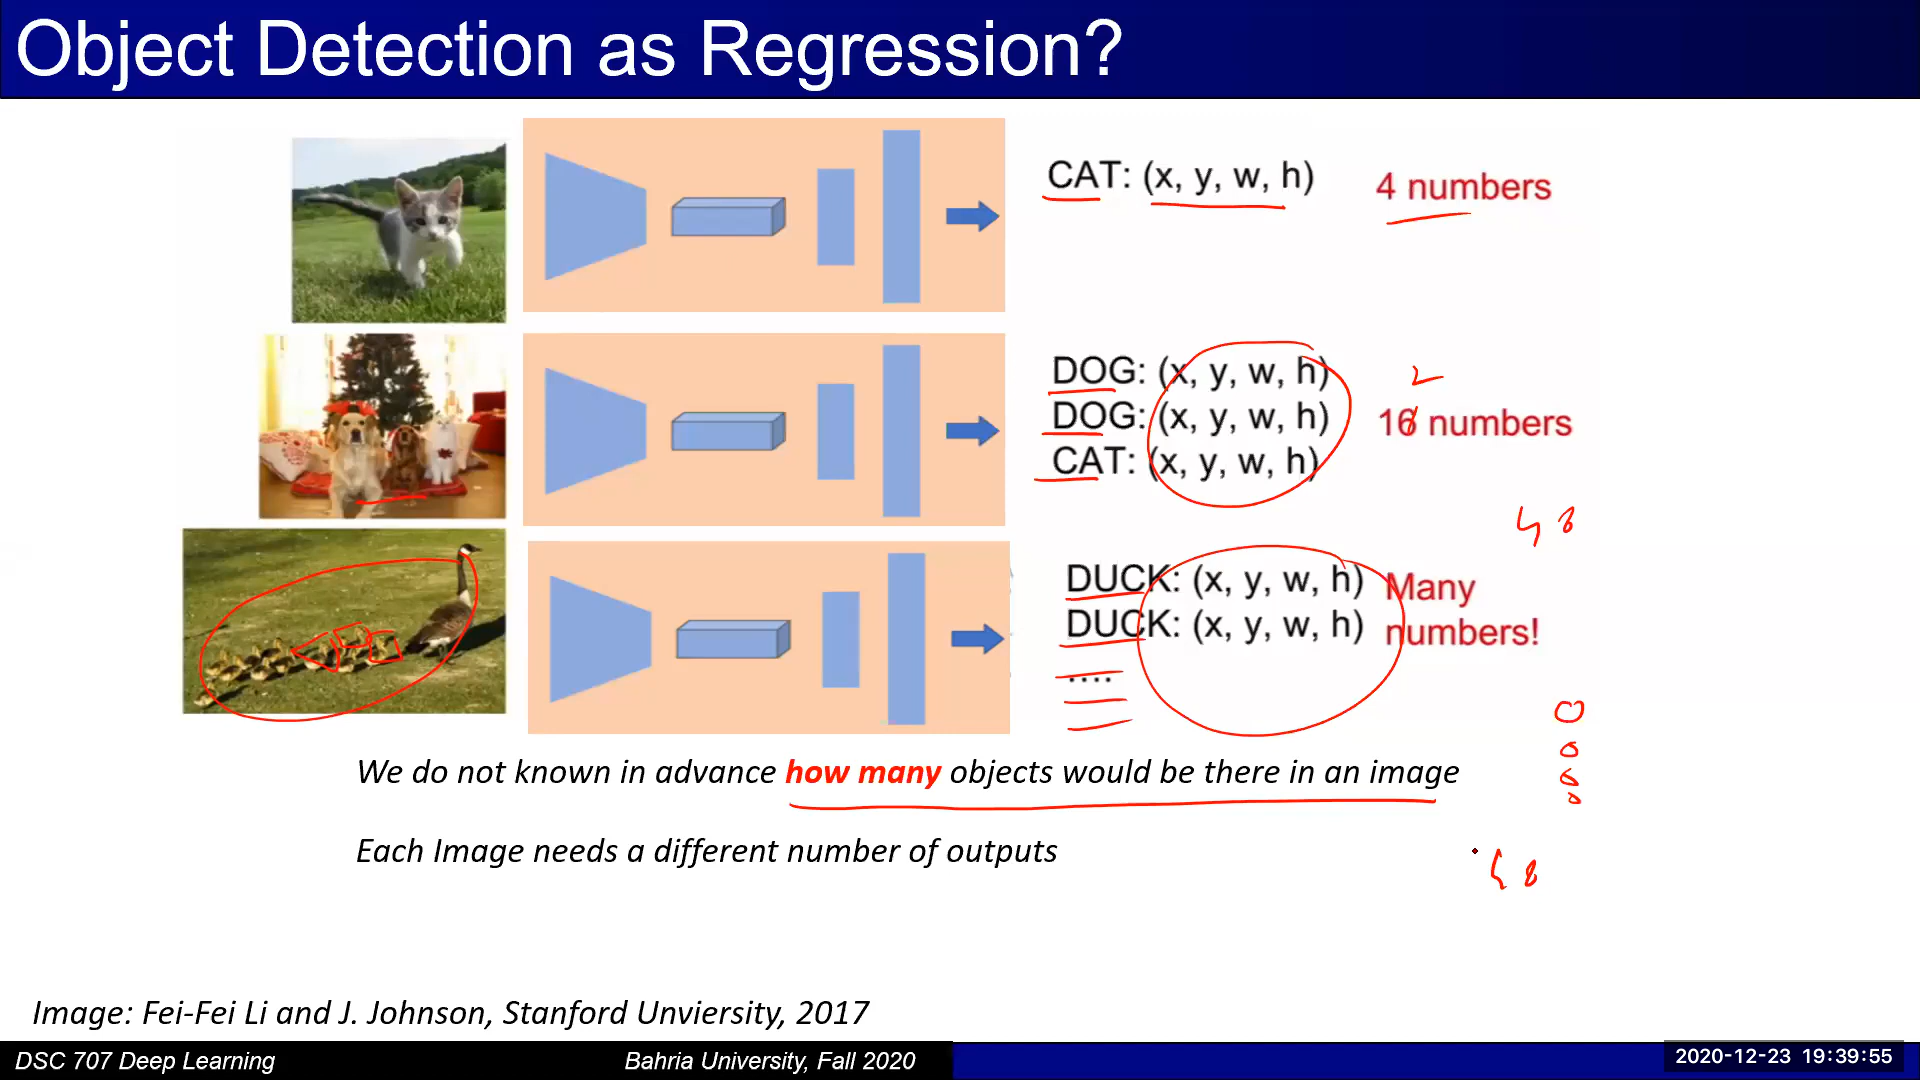 Object Detection as Regression?
CAT: (x, y, w, h)
4 numbers
DOG: (x, y, w, h)
DOG: (x, y, w, h)
CAT: (x, y, w, h)
2
16 numbers
48
DUCK: (x, y, w, h)
DUCK: (x, y, w, h)
....
Many
numbers!
We do not known in advance how many objects would be there in an image
Each Image needs a different number of outputs
Image: Fei-Fei Li and J. Johnson, Stanford Unviersity, 2017
DSC 707 Deep Learning
Bahria University, Fall 2020
2020-12-23 19:39:55